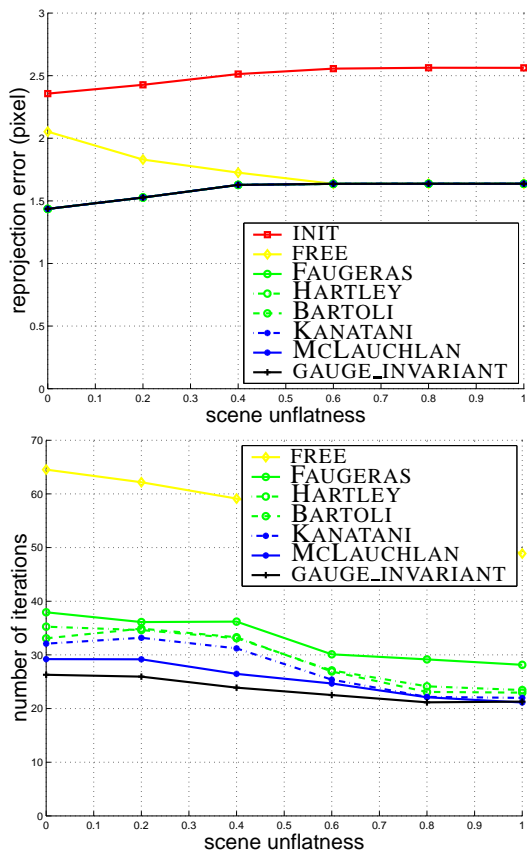 3
2.5
2
1.5
1
0.5
0
reprojection error (pixel)
INIT
FREE
FAUGERAS
HARTLEY
BARTOLI
KANATANI
MCLAUCHLAN
GAUGE_INVARIANT
0 0.1 0.2 0.3 0.4 0.5 0.6 0.7 0.8 0.9 1
scene unflatness
70
60
50
40
30
20
10
0
number of iterations
FREE
FAUGERAS
HARTLEY
BARTOLI
KANATANI
MCLAUCHLAN
GAUGE_INVARIANT
0 0.1 0.2 0.3 0.4 0.5 0.6 0.7 0.8 0.9 1
scene unflatness